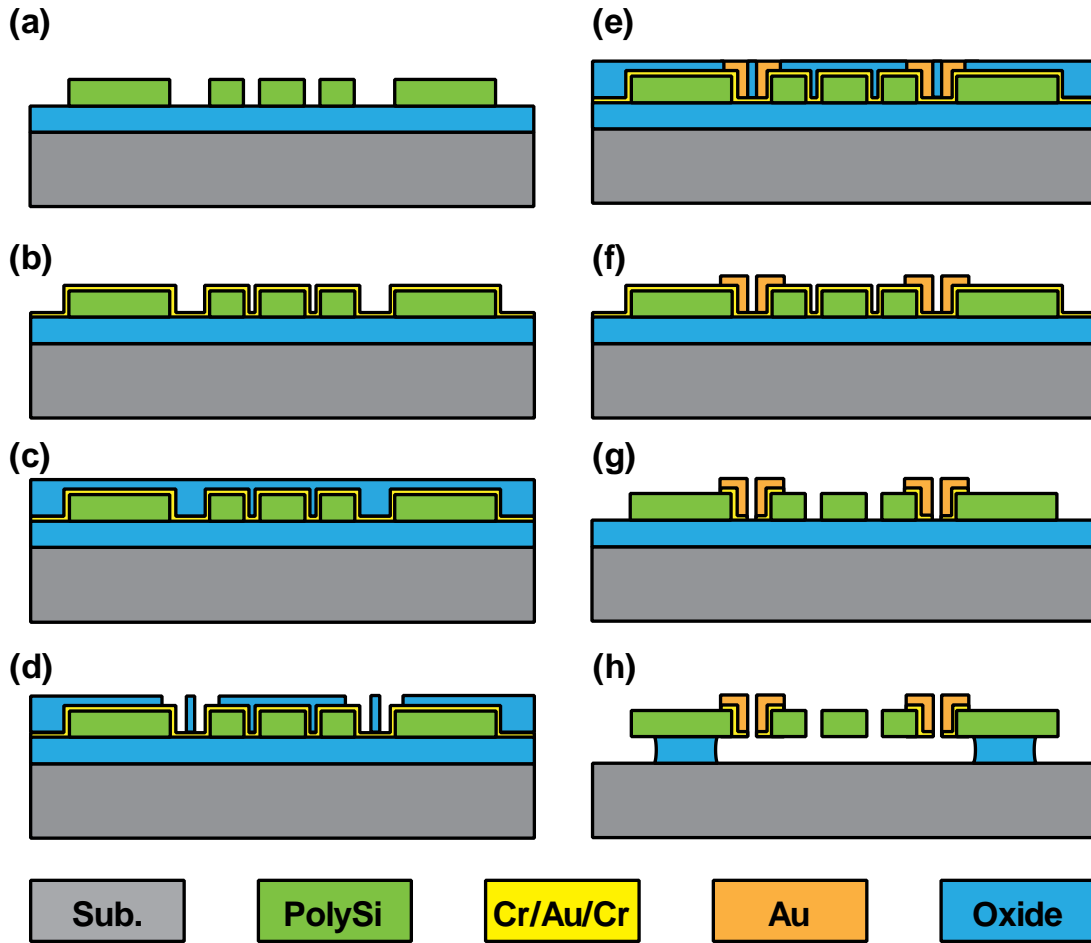 (a)
(b)
(c)
(d)
(e)
(f)
(g)
(h)
Sub. PolySi Cr/Au/Cr Au Oxide